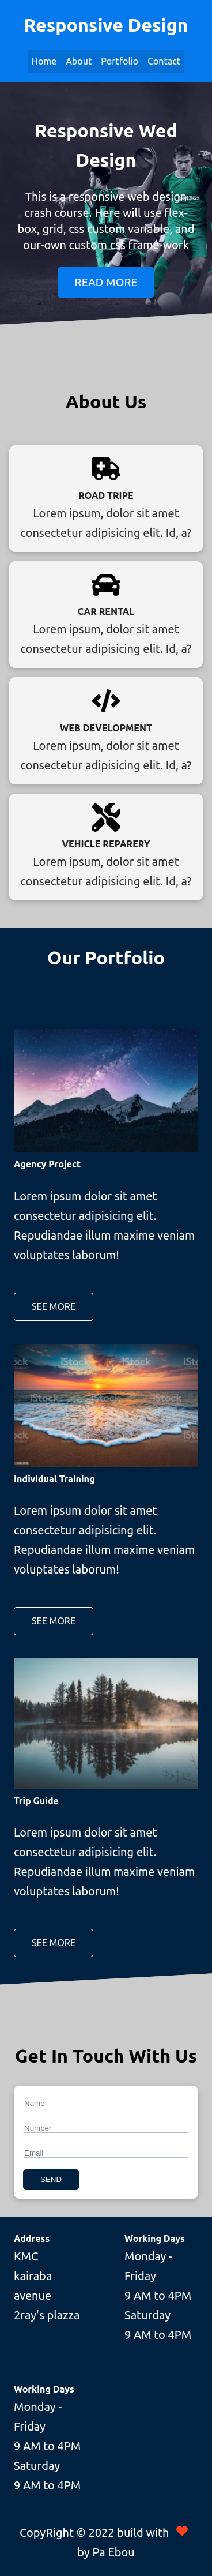 Responsive Design
Home About Portfolio Contact
Responsive Wed
Design
This is a responsive web design
crash course. Here will use flex-
box, grid, css custom variable, and
our-own custom css frame-work
READ MORE
About Us
ROAD TRIPE
Lorem ipsum, dolor sit amet
consectetur adipisicing elit. Id, a?
CAR RENTAL
Lorem ipsum, dolor sit amet
consectetur adipisicing elit. Id, a?
WEB DEVELOPMENT
Lorem ipsum, dolor sit amet
consectetur adipisicing elit. Id, a?
VEHICLE REPARERY
Lorem ipsum, dolor sit amet
consectetur adipisicing elit. Id, a?
Our Portfolio
Agency Project
Lorem ipsum dolor sit amet
consectetur adipisicing elit.
Repudiandae illum maxime veniam
voluptates laborum!
SEE MORE
iStock
Individual Training
Lorem ipsum dolor sit amet
consectetur adipisicing elit.
Repudiandae illum maxime veniam
voluptates laborum!
SEE MORE
Trip Guide
Lorem ipsum dolor sit amet
consectetur adipisicing elit.
Repudiandae illum maxime veniam
voluptates laborum!
SEE MORE
Get In Touch With Us
Name
Number
Email
SEND
Address
KMC
kairaba
avenue
2ray's plazza
Working Days
Monday -
Friday
9 AM to 4PM
Saturday
9 AM to 4PM
Working Days
Monday -
Friday
9 AM to 4PM
Saturday
9 AM to 4PM
CopyRight © 2022 build with
by Pa Ebou